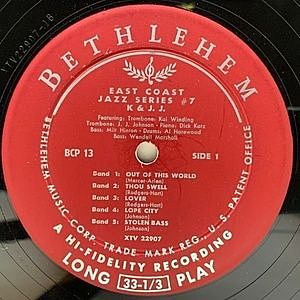 BETHLEHEM
EAST COAST
JAZZ SERIES #7
K & J. J.
Featuring: Trombone: Kai Winding
Trombone: J. J. Johnson - Piano: Dick Katz
Bass: Milt Hinton - Drums: Al Harewood
Bass: Wendell Marshall
BCP 13
SIDE 1
Band 1: OUT OF THIS WORLD
(Mercer-Arlen)
Band 2: THOU SWELL
(Rodgers-Hart)
Band 3: LOVER
(Rodgers-Hart)
Band 4: LOPE CITY
(Johnson)
Band 5: STOLEN BASS
(Johnson)
XTV 22907
BETHLEHEM MUSIC CORP. TRADE MARK REG., U.S. PATENT OFFICE
A HI-FIDELITY RECORDING
LONG 33-1/3 PLAY